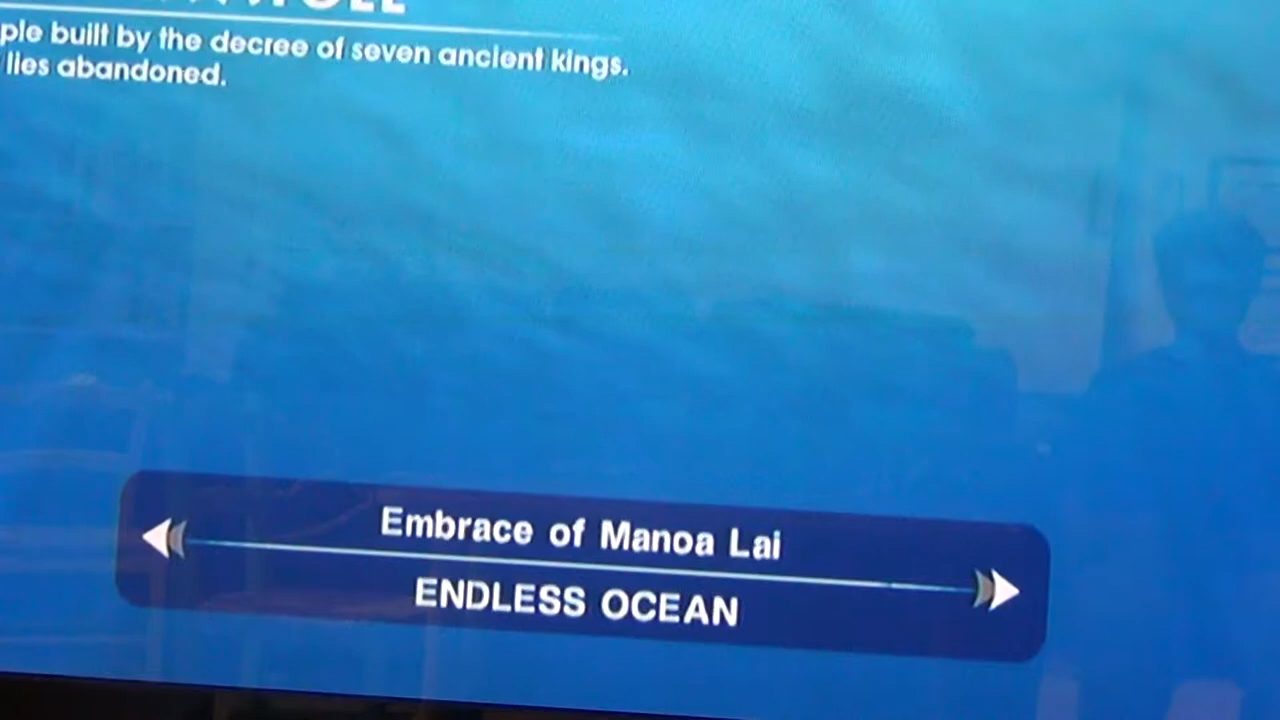 ple built by the decree of seven ancient kings.
lies abandoned.
Embrace of Manoa Lai
ENDLESS OCEAN